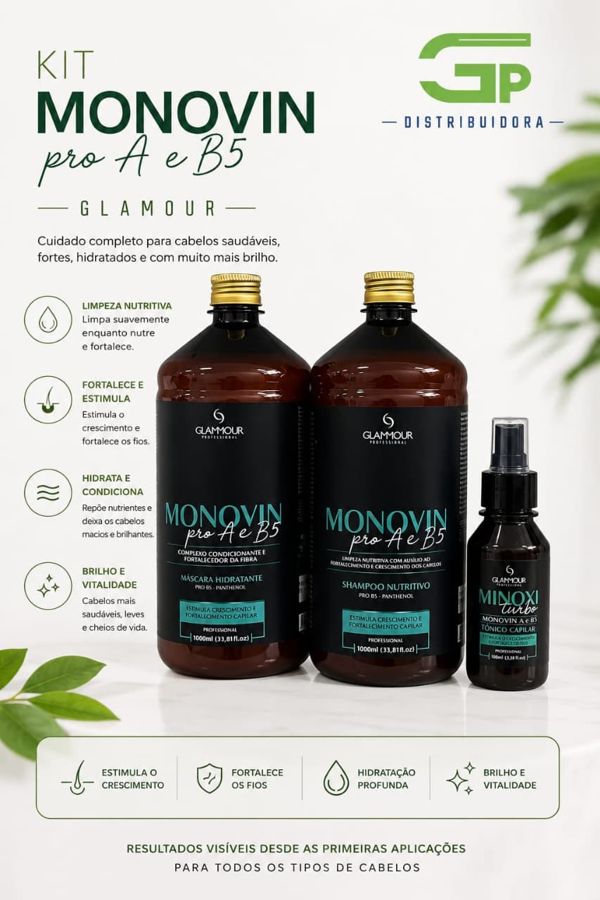 KIT
MONOVIN
pro A e B5
GLAMOUR
Cuidado completo para cabelos saudáveis,
fortes, hidratados e com muito mais brilho.
GP
DISTRIBUIDORA
LIMPEZA NUTRITIVA
Limpa suavemente
enquanto nutre
e fortalece.
FORTALECE E
ESTIMULA
Estimula o
crescimento e
fortalece os fios.
HIDRATA E
CONDICIONA
Repõe nutrientes e
deixa os cabelos
macios e brilhantes.
BRILHO E
VITALIDADE
Cabelos mais
saudáveis, leves
e cheios de vida.
GLAMMOUR
PROFESSIONAL
MONOVIN
pro A e B5
COMPLEXO CONDICIONANTE E
FORTALECEDOR DA FIBRA
MÁSCARA HIDRATANTE
PRO B5 - PANTHENOL
ESTIMULA CRESCIMENTO E
FORTALECIMENTO CAPILAR
PROFESSIONAL
1000ml (33,81fl.oz)
GLAMMOUR
PROFESSIONAL
MONOVIN
pro A e B5
LIMPEZA NUTRITIVA COM AUXÍLIO AO
FORTALECIMENTO E CRESCIMENTO DOS CABELOS
SHAMPOO NUTRITIVO
PRO B5 - PANTHENOL
ESTIMULA CRESCIMENTO E
FORTALECIMENTO CAPILAR
PROFESSIONAL
1000ml (33,81fl.oz)
GLAMMOUR
PROFESSIONAL
MINOXI
turbo
MONOVIN A e B5
TÔNICO CAPILAR
PROFESSIONAL
ESTIMULA O
CRESCIMENTO
FORTALECE
OS FIOS
HIDRATAÇÃO
PROFUNDA
BRILHO E
VITALIDADE
RESULTADOS VISÍVEIS DESDE AS PRIMEIRAS APLICAÇÕES
PARA TODOS OS TIPOS DE CABELOS